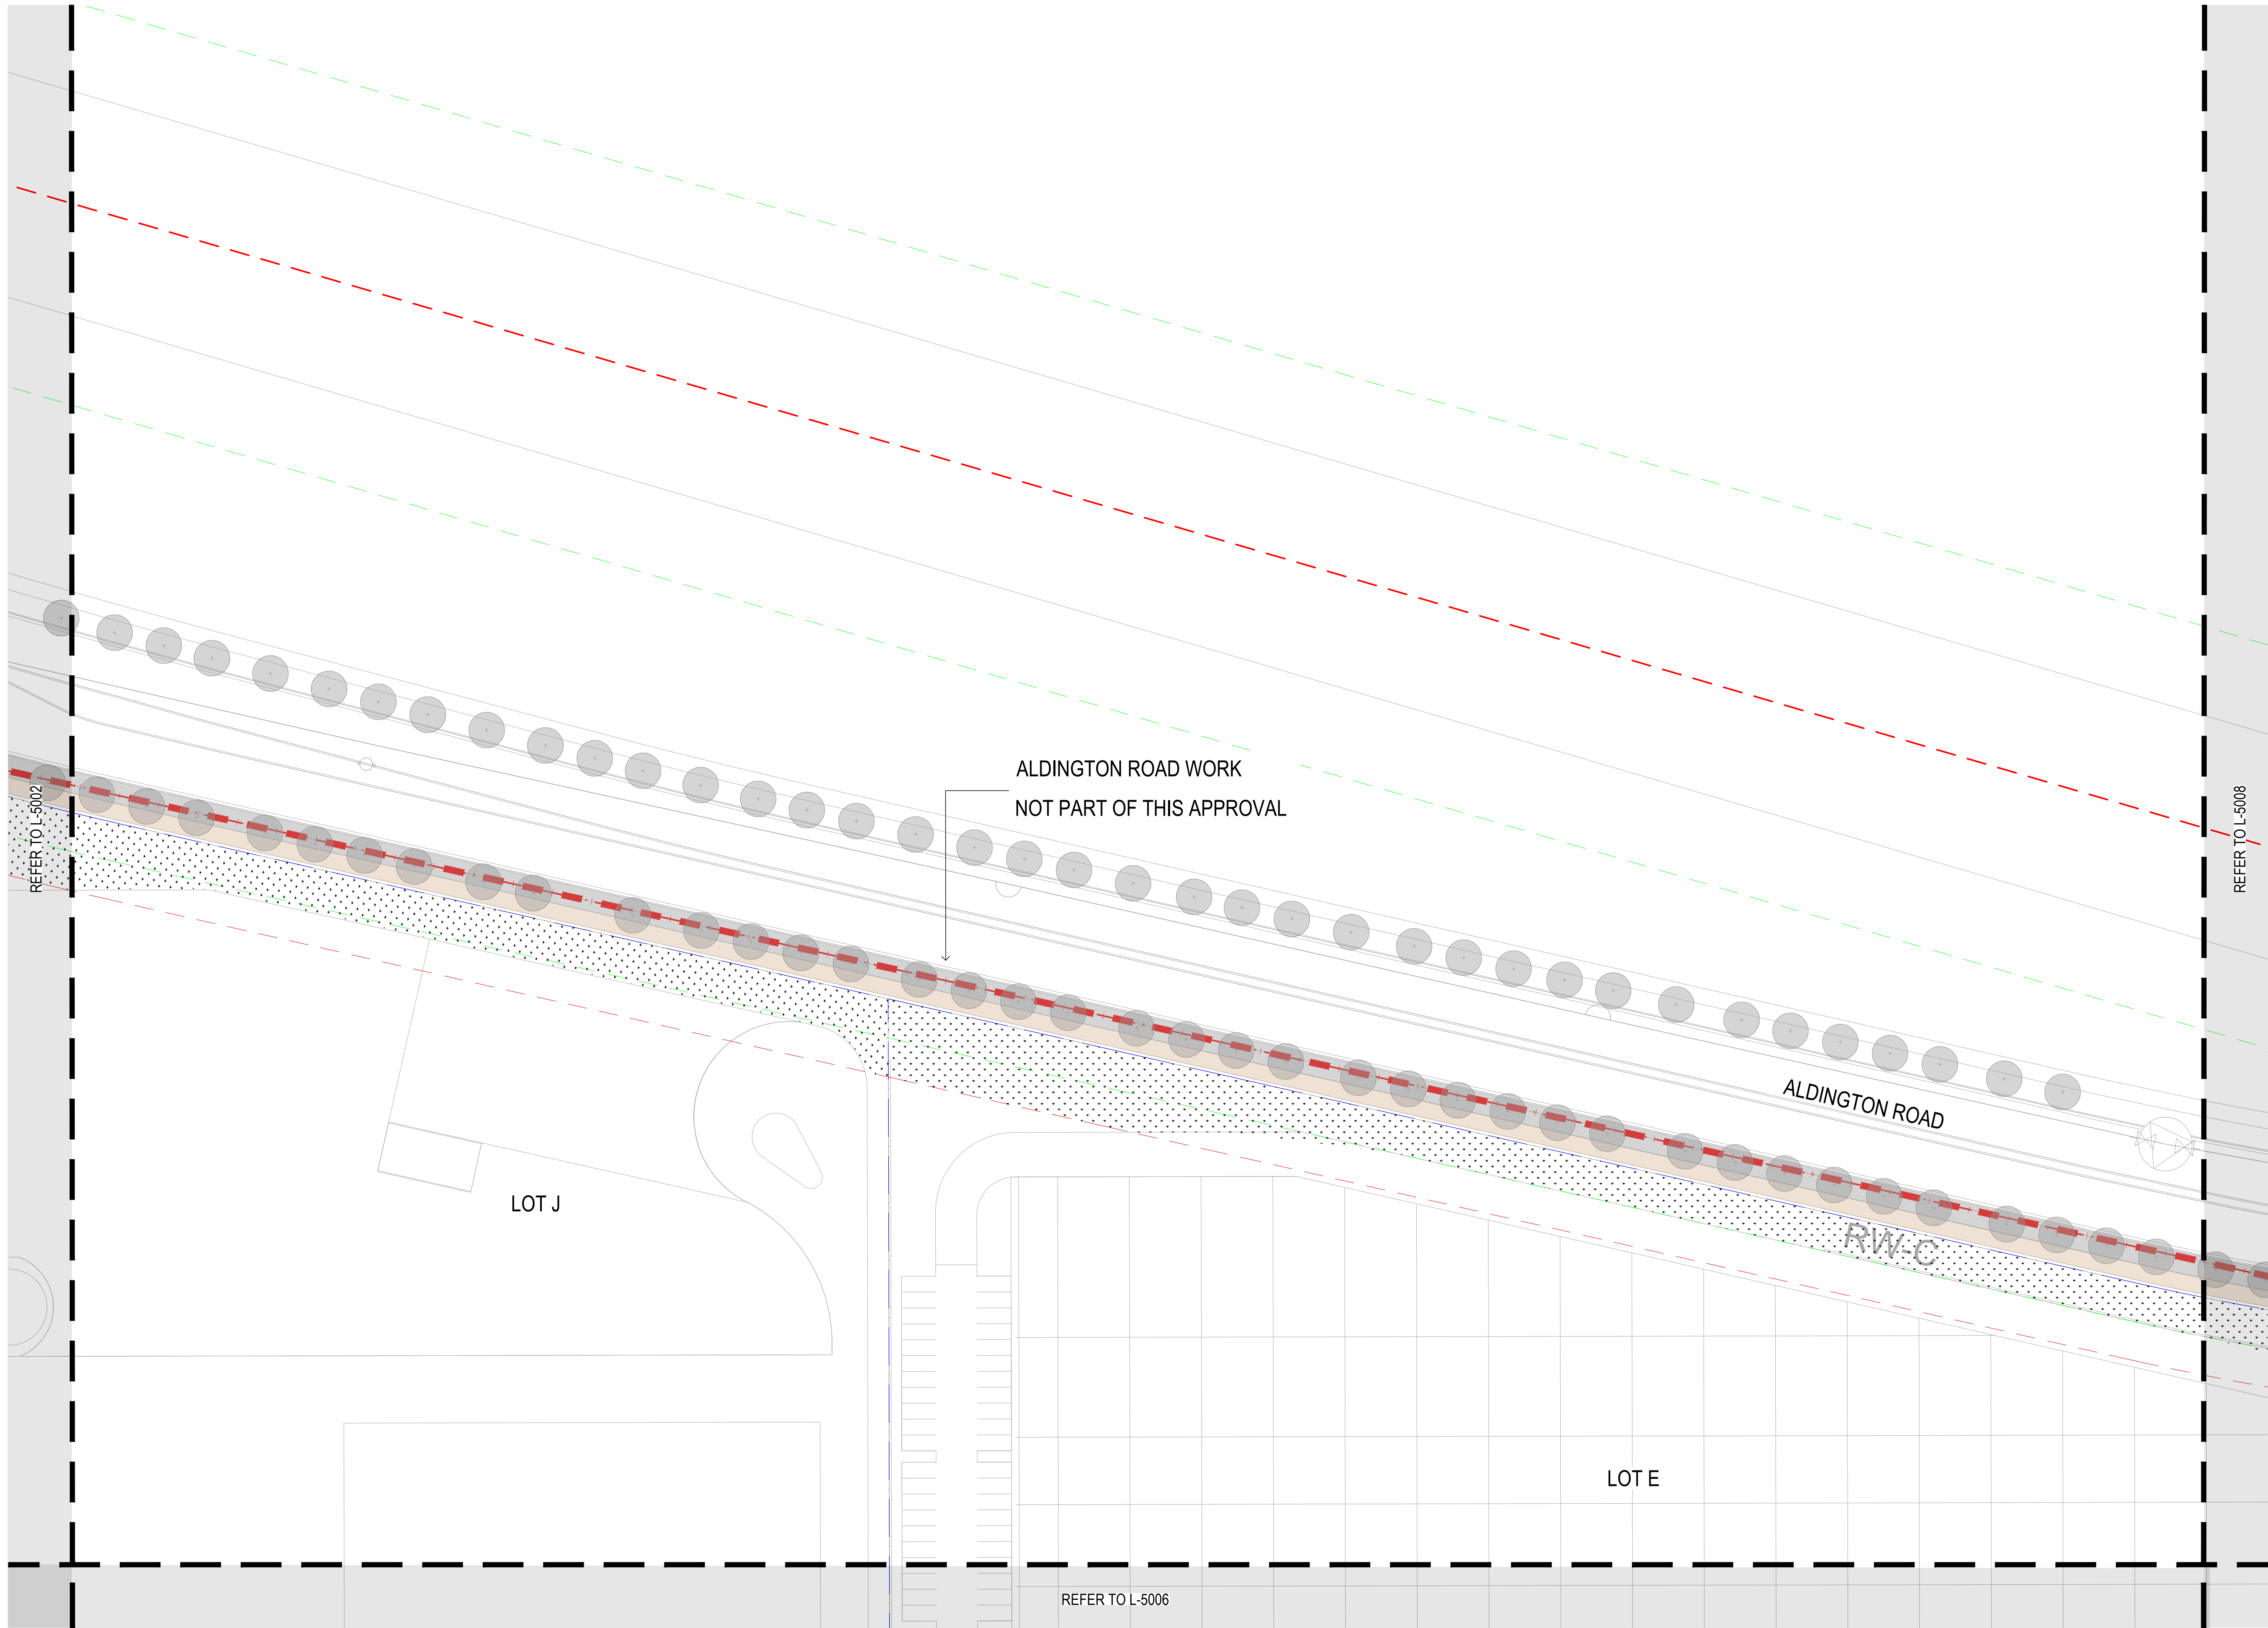 ALDINGTON ROAD WORK
NOT PART OF THIS APPROVAL
REFER TO L-5002
REFER TO L-5008
ALDINGTON ROAD
LOT J
RW-C
LOT E
REFER TO L-5006